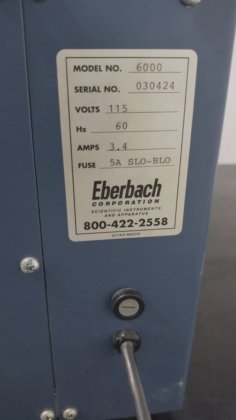 MODEL NO. 6000
SERIAL NO. 030424
VOLTS 115
Hz 60
AMPS 3.4
FUSE 5A SLO-BLO
Eberbach
CORPORATION
SCIENTIFIC INSTRUMENTS
AND APPARATUS
800-422-2558